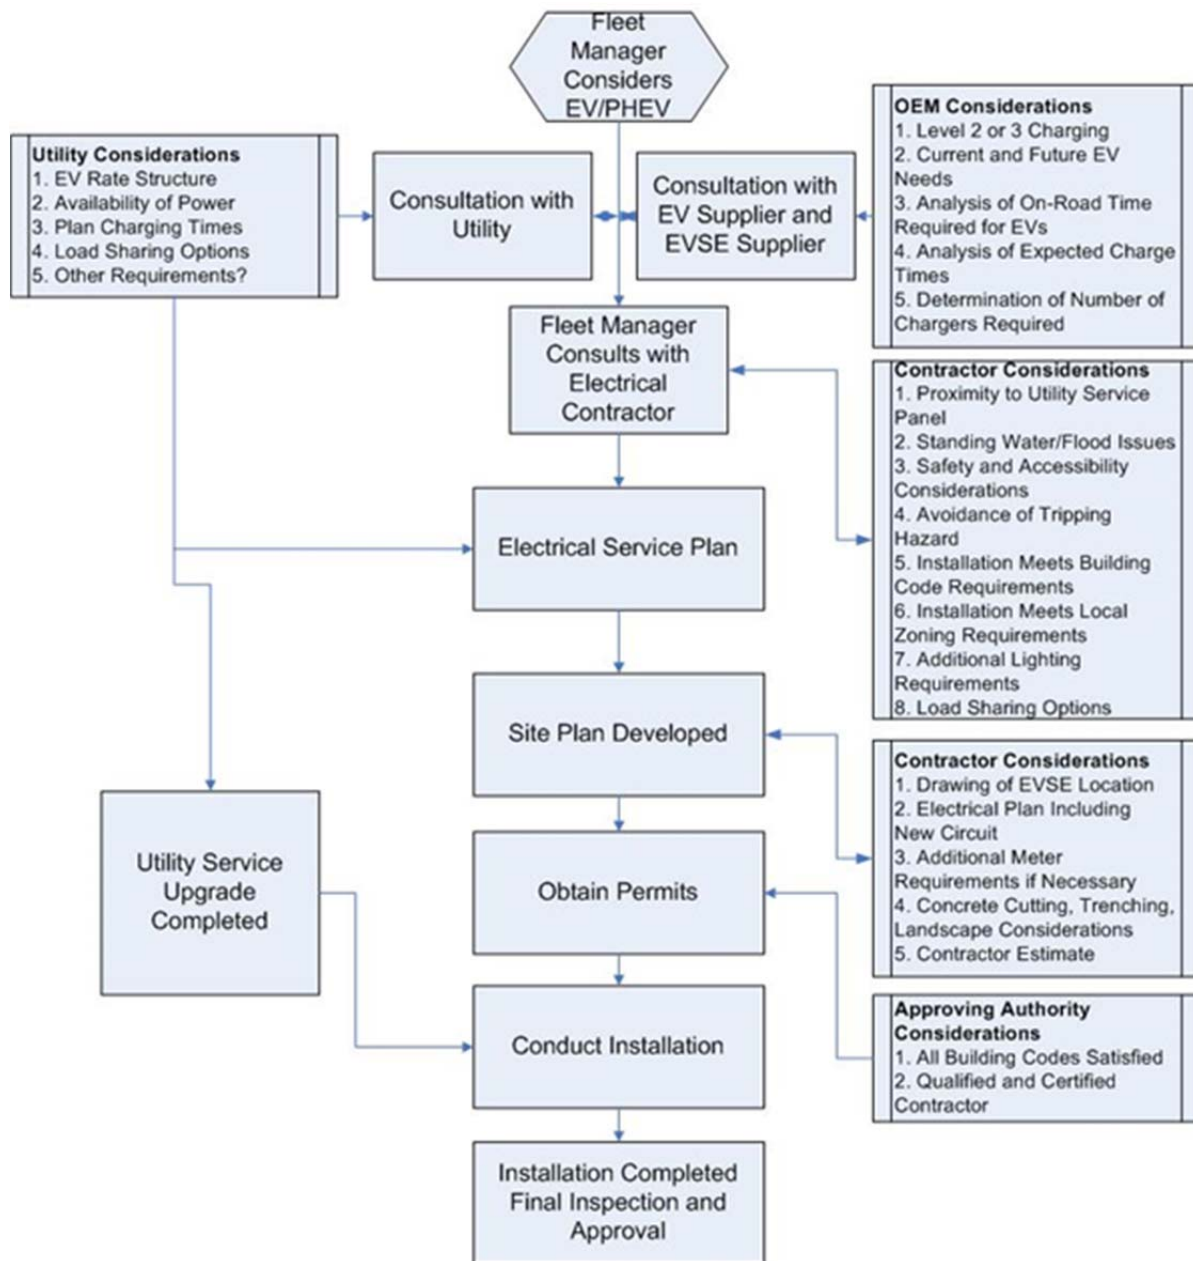 Fleet
Manager
Considers
EV/PHEV
Utility Considerations
1. EV Rate Structure
2. Availability of Power
3. Plan Charging Times
4. Load Sharing Options
5. Other Requirements?
Consultation with
Utility
Consultation with
EV Supplier and
EVSE Supplier
OEM Considerations
1. Level 2 or 3 Charging
2. Current and Future EV
Needs
3. Analysis of On-Road Time
Required for EVs
4. Analysis of Expected Charge
Times
5. Determination of Number of
Chargers Required
Fleet Manager
Consults with
Electrical
Contractor
Contractor Considerations
1. Proximity to Utility Service
Panel
2. Standing Water/Flood Issues
3. Safety and Accessibility
Considerations
4. Avoidance of Tripping
Hazard
5. Installation Meets Building
Code Requirements
6. Installation Meets Local
Zoning Requirements
7. Additional Lighting
Requirements
8. Load Sharing Options
Electrical Service Plan
Site Plan Developed
Contractor Considerations
1. Drawing of EVSE Location
2. Electrical Plan Including
New Circuit
3. Additional Meter
Requirements if Necessary
4. Concrete Cutting, Trenching,
Landscape Considerations
5. Contractor Estimate
Utility Service
Upgrade
Completed
Obtain Permits
Approving Authority
Considerations
1. All Building Codes Satisfied
2. Qualified and Certified
Contractor
Conduct Installation
Installation Completed
Final Inspection and
Approval